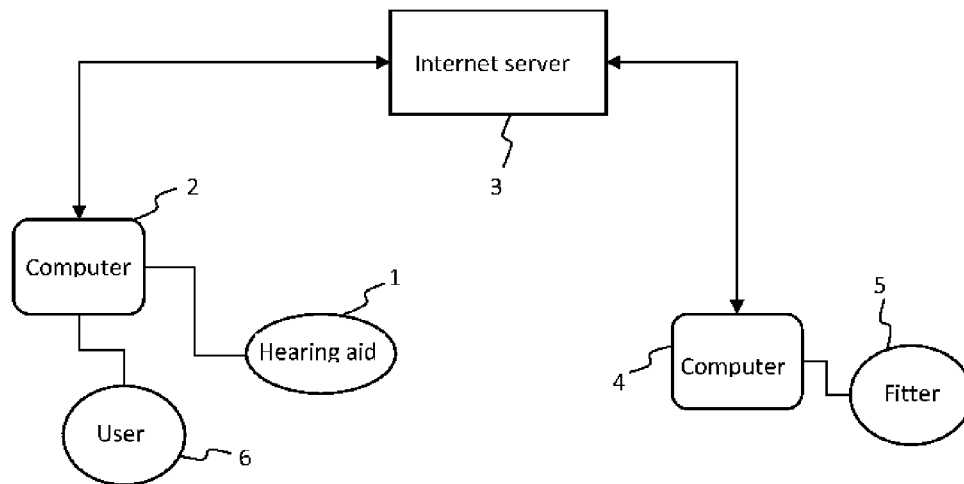 Internet server
3
2
Computer
1
Hearing aid
User
6
5
4
Computer
Fitter